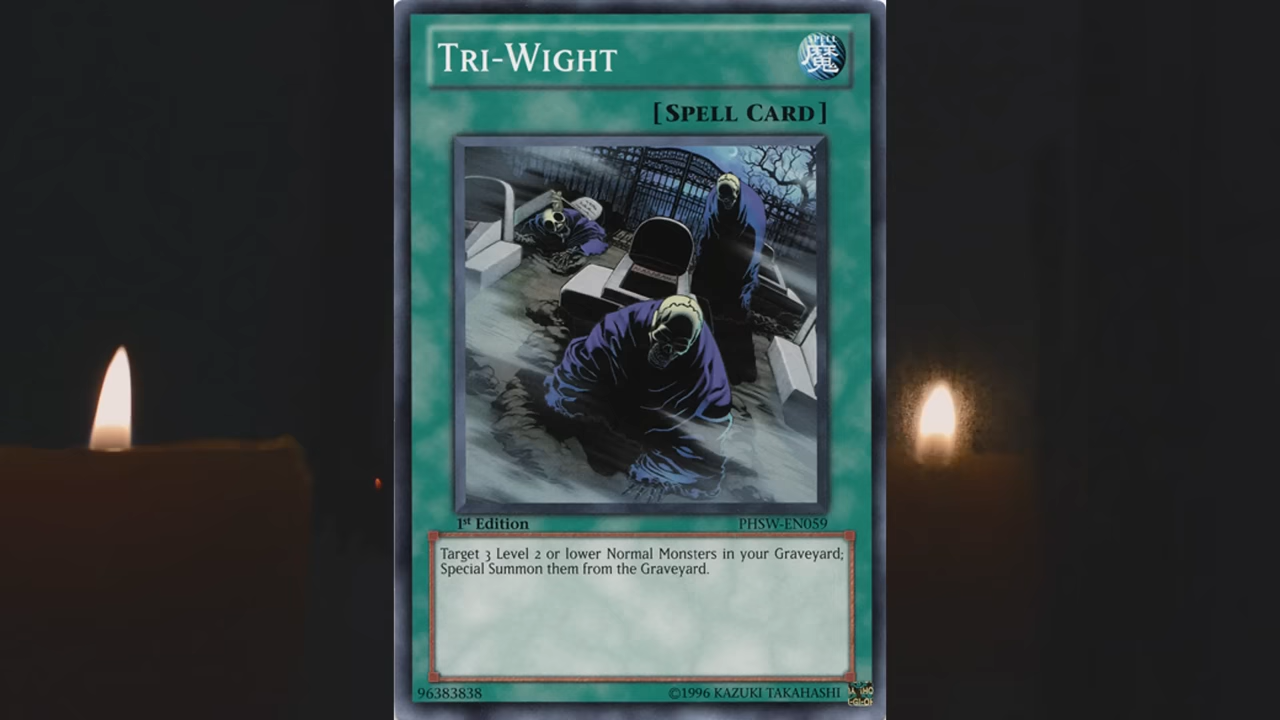 Tri-Wight
SPELL
魔
[Spell Card]
1st Edition
PHSW-EN059
Target 3 Level 2 or lower Normal Monsters in your Graveyard;
Special Summon them from the Graveyard.
96383838
©1996 KAZUKI TAKAHASHI